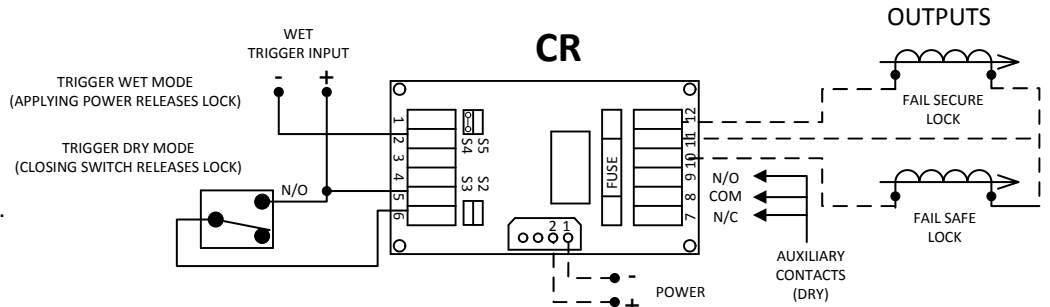 WET
TRIGGER INPUT
- +
CR
OUTPUTS
TRIGGER WET MODE
(APPLYING POWER RELEASES LOCK)
TRIGGER DRY MODE
(CLOSING SWITCH RELEASES LOCK)
N/O
1
2
3
4
5
6
S4 S5
S3 S2
FUSE
12
11
10
9
8
7
2 1
FAIL SECURE
LOCK
FAIL SAFE
LOCK
N/O
COM
N/C
AUXILIARY
CONTACTS
(DRY)
-
+
POWER
.